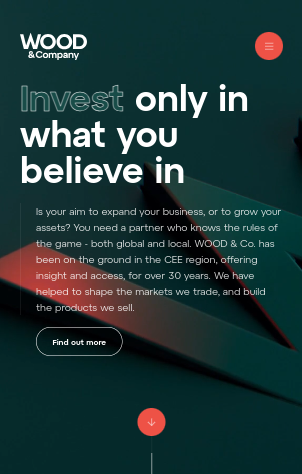 WOOD
&Company
Invest only in
what you
believe in
Is your aim to expand your business, or to grow your
assets? You need a partner who knows the rules of
the game - both global and local. WOOD & Co. has
been on the ground in the CEE region, offering
insight and access, for over 30 years. We have
helped to shape the markets we trade, and build
the products we sell.
Find out more